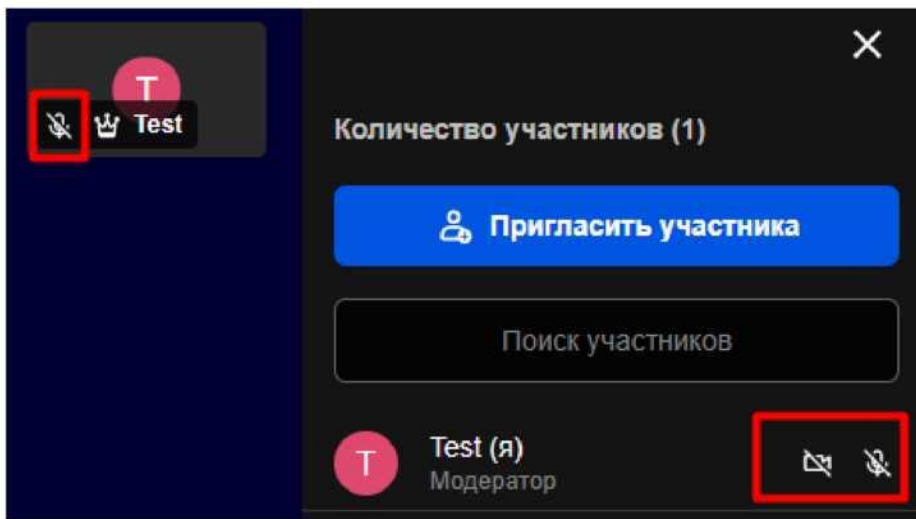 T
Test
Количество участников (1)
Пригласить участника
Поиск участников
T
Test (я)
Модератор